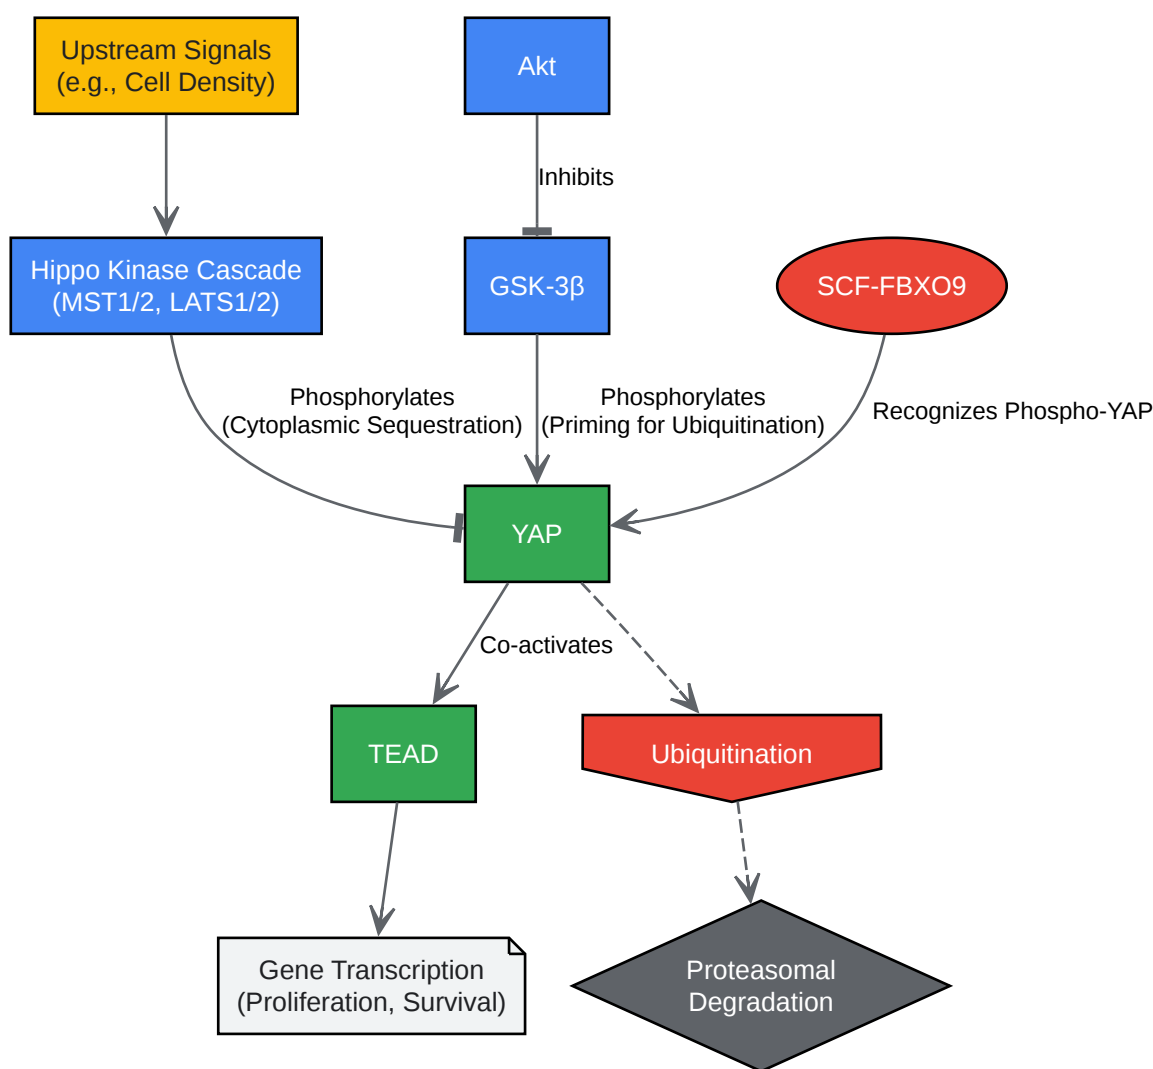 Upstream Signals
(e.g., Cell Density)
Akt
Inhibits
Hippo Kinase Cascade
(MST1/2, LATS1/2)
GSK-3β
SCF-FBXO9
Phosphorylates
(Cytoplasmic Sequestration)
Phosphorylates
(Priming for Ubiquitination)
Recognizes Phospho-YAP
YAP
Co-activates
TEAD
Ubiquitination
Gene Transcription
(Proliferation, Survival)
Proteasomal
Degradation